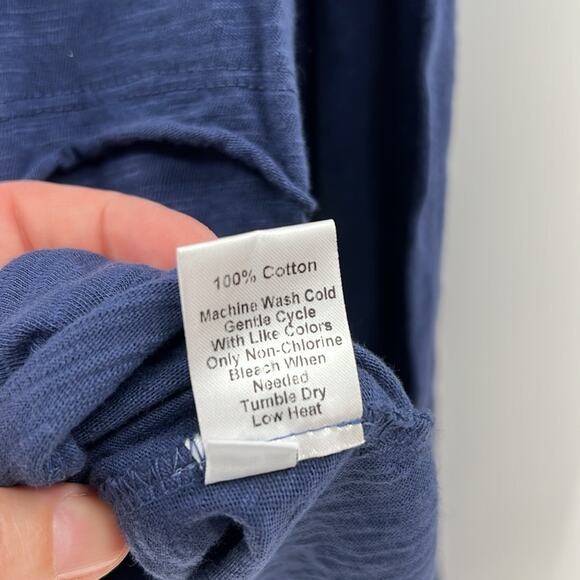 100% Cotton
Machine Wash Cold
Gentle Cycle
With Like Colors
Only Non-Chlorine
Bleach When
Needed
Tumble Dry
Low Heat